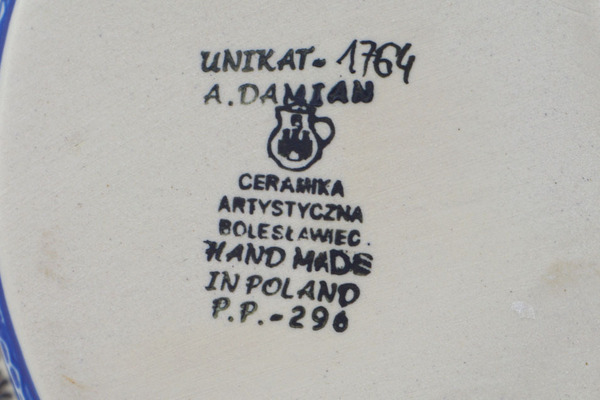 UNIKAT- 1764
A. DAMIAN
CERAMIKA
ARTYSTYCZNA
BOLESŁAWIEC.
HAND MADE
IN POLAND
P.P.-296